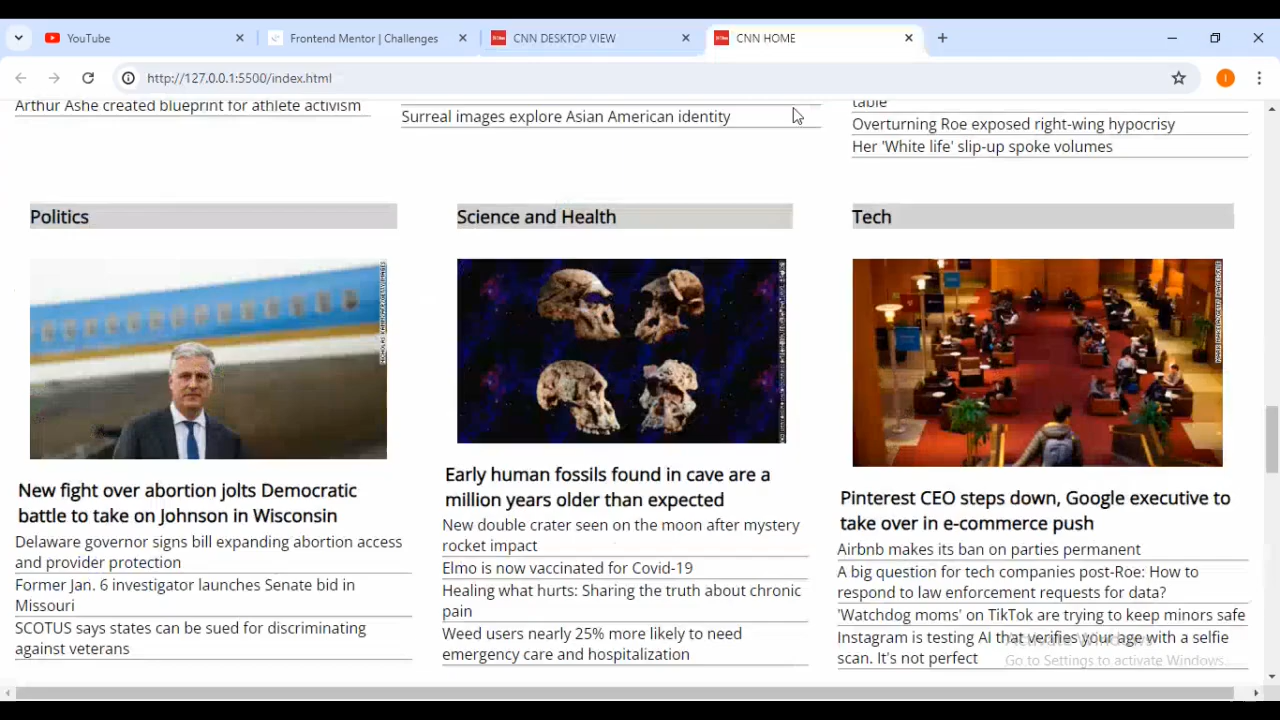 YouTube
Frontend Mentor | Challenges
CNN DESKTOP VIEW
CNN HOME
http://127.0.0.1:5500/index.html
I
Arthur Ashe created blueprint for athlete activism
Surreal images explore Asian American identity
table
Overturning Roe exposed right-wing hypocrisy
Her 'White life' slip-up spoke volumes
Politics
New fight over abortion jolts Democratic
battle to take on Johnson in Wisconsin
Delaware governor signs bill expanding abortion access
and provider protection
Former Jan. 6 investigator launches Senate bid in
Missouri
SCOTUS says states can be sued for discriminating
against veterans
Science and Health
Early human fossils found in cave are a
million years older than expected
New double crater seen on the moon after mystery
rocket impact
Elmo is now vaccinated for Covid-19
Healing what hurts: Sharing the truth about chronic
pain
Weed users nearly 25% more likely to need
emergency care and hospitalization
Tech
Pinterest CEO steps down, Google executive to
take over in e-commerce push
Airbnb makes its ban on parties permanent
A big question for tech companies post-Roe: How to
respond to law enforcement requests for data?
'Watchdog moms' on TikTok are trying to keep minors safe
Instagram is testing AI that verifies your age with a selfie
scan. It's not perfect
Activate Windows
Go to Settings to activate Windows.